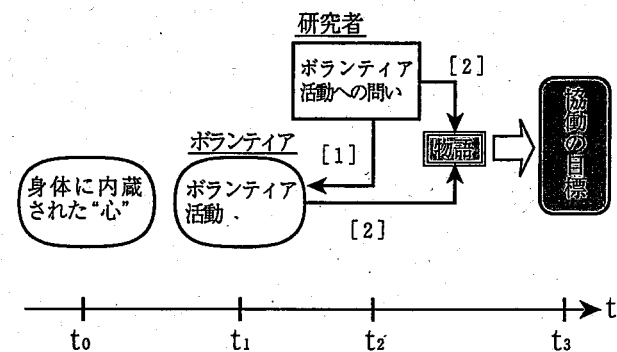 研究者
ボランティア
活動への問い
[2]
協働の目標
物語
ボランティア
[1]
身体に内蔵
された“心”
ボランティア
活動
[2]
t
t0
t1
t2
t3